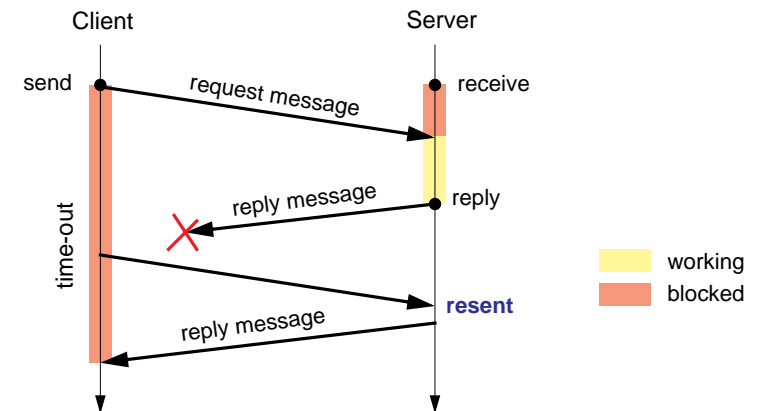 Client
Server
send
request message
receive
reply message
reply
time-out
working
resent
blocked
reply message